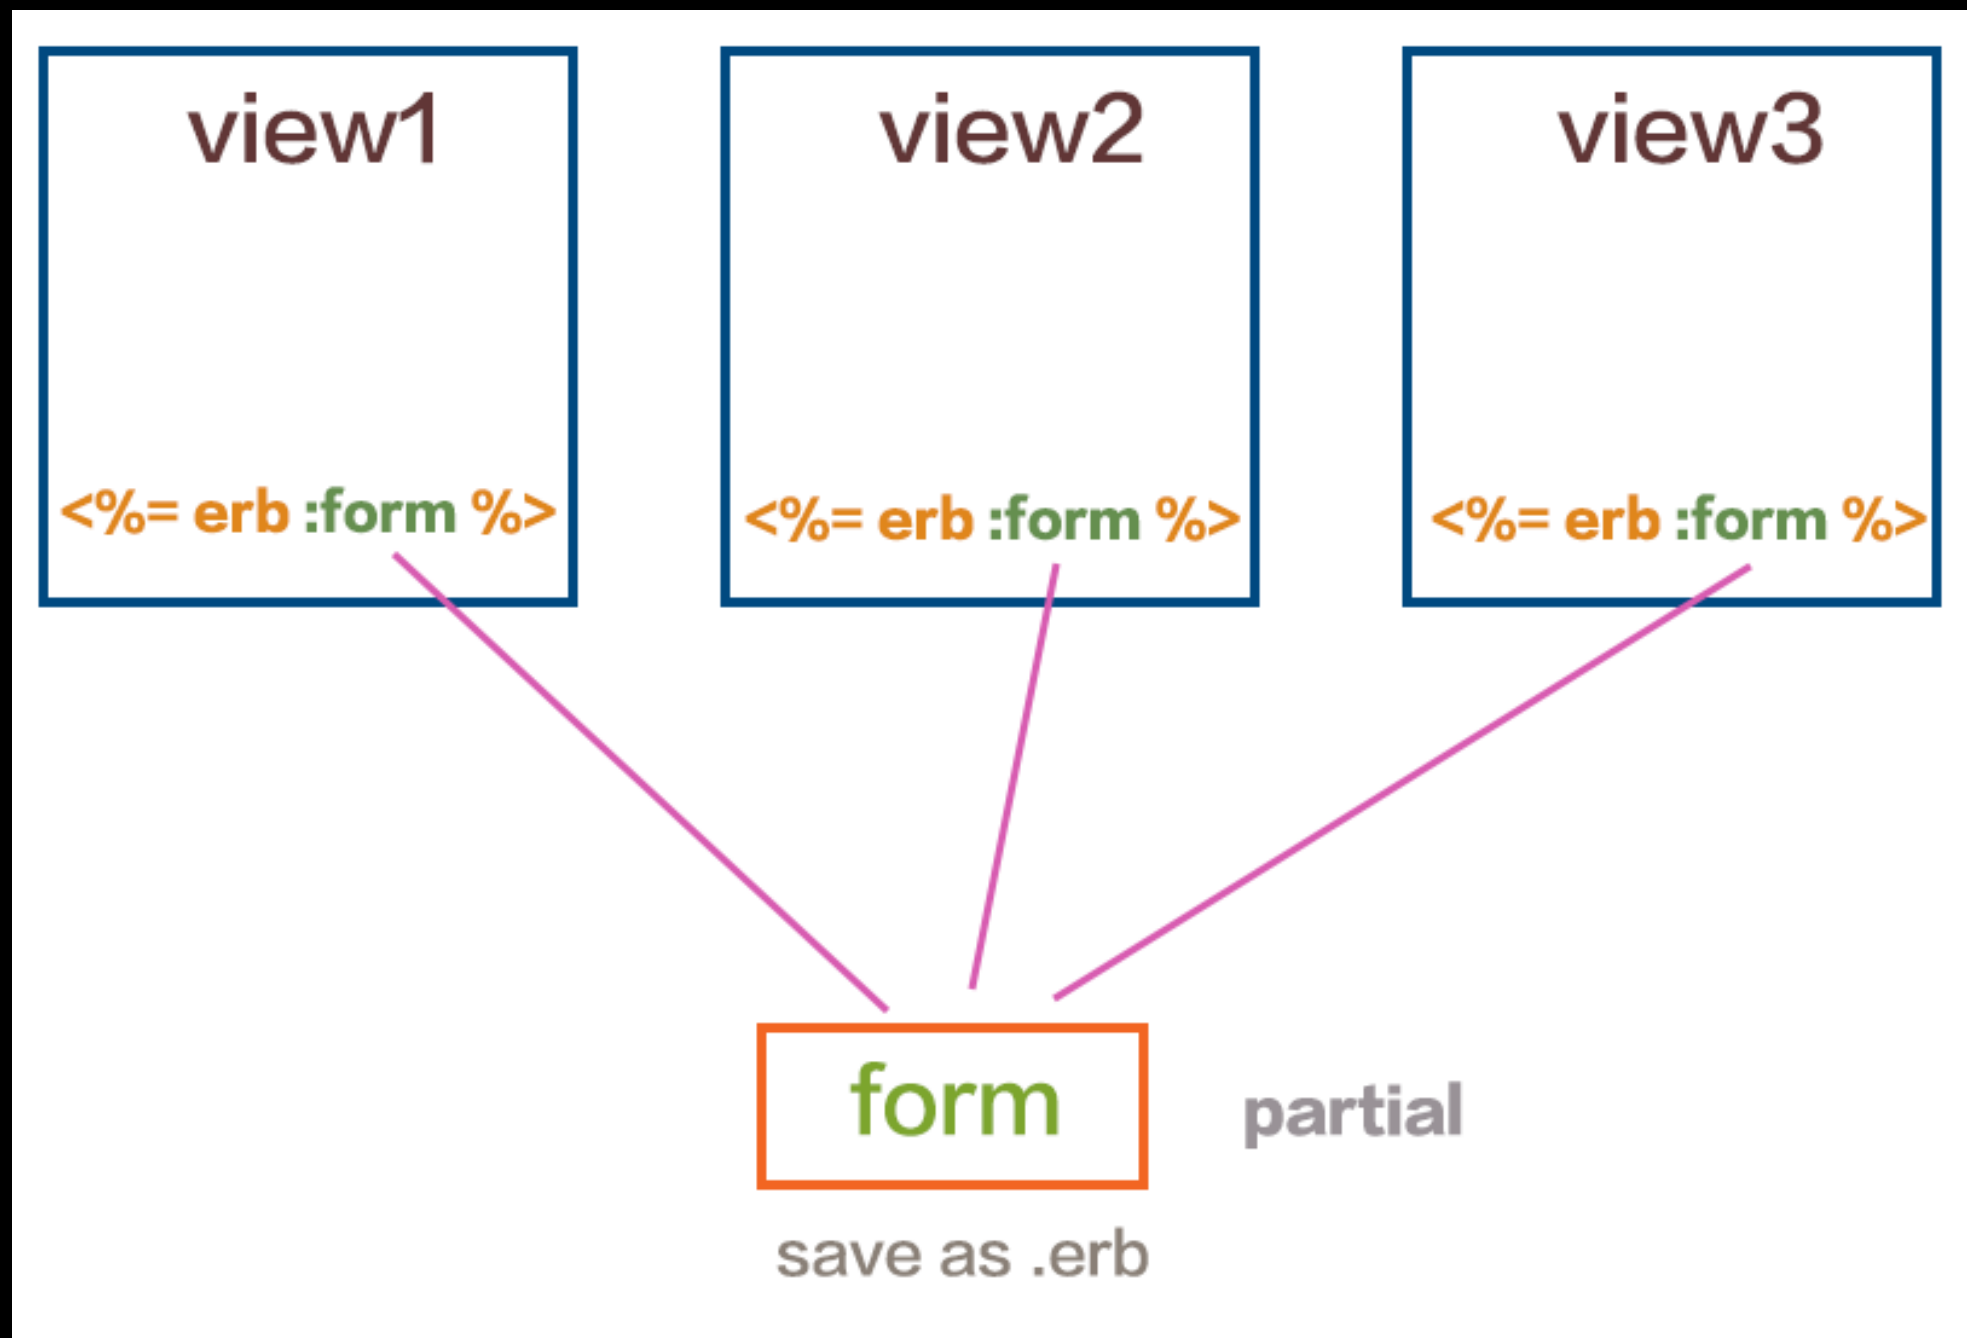 view1
view2
view3
<%= erb :form %>
<%= erb :form %>
<%= erb :form %>
form
partial
save as .erb